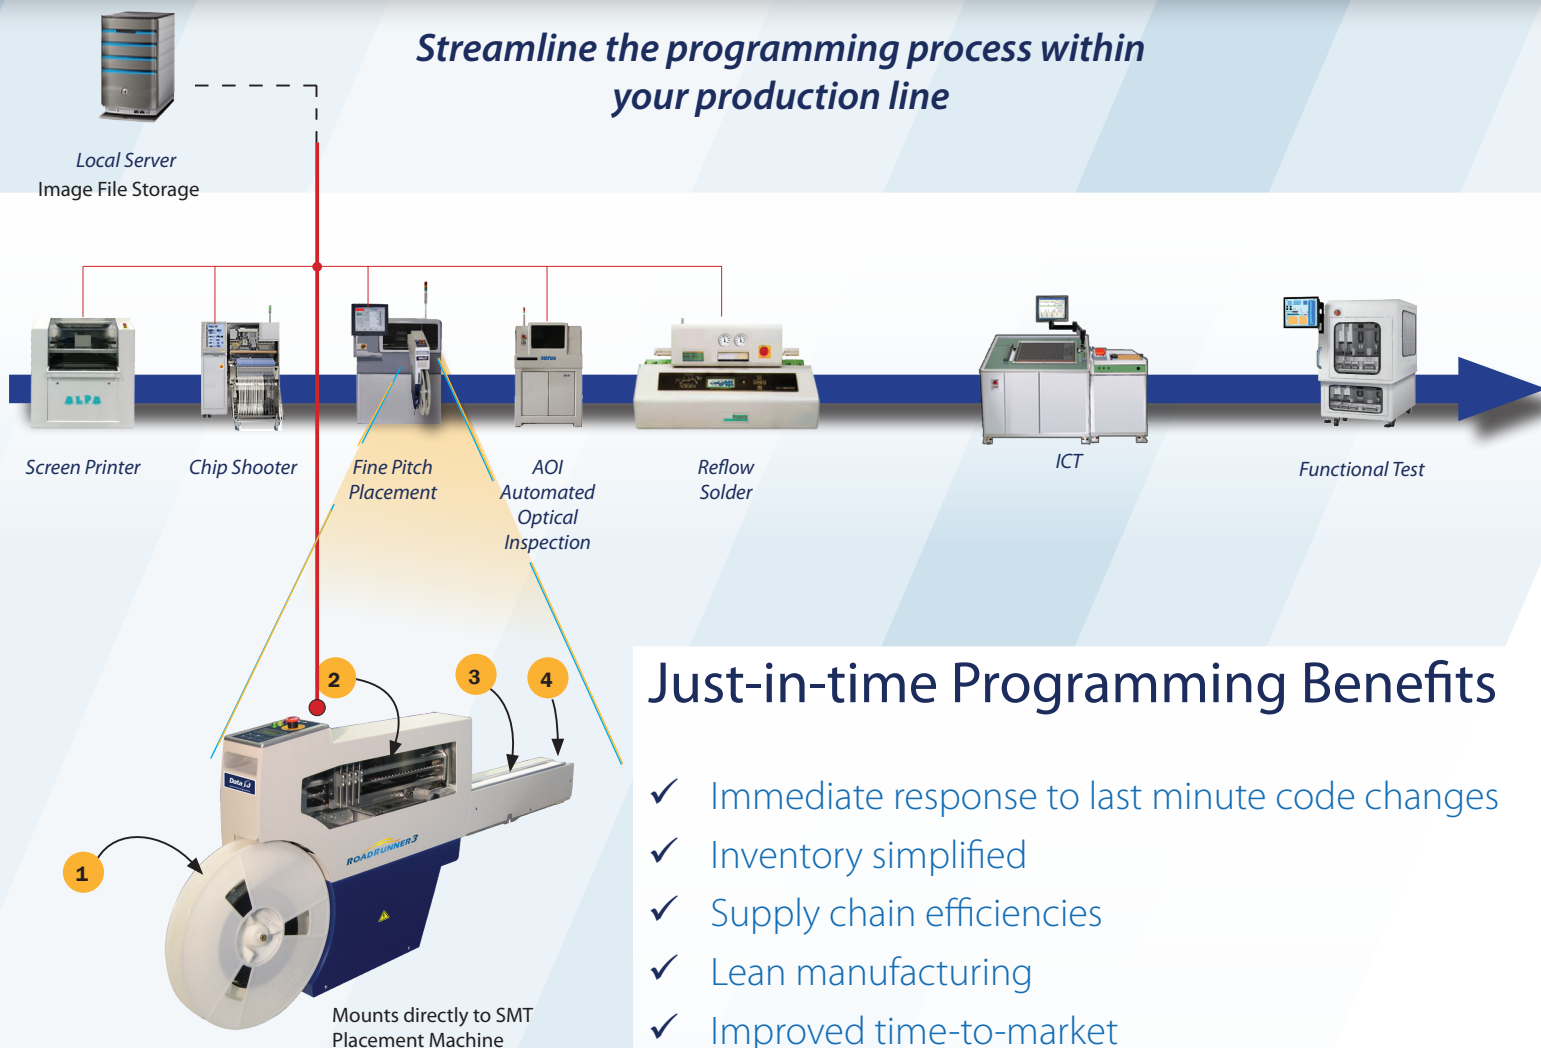 Streamline the programming process within
your production line
Local Server
Image File Storage
ALPA
Screen Printer
Chip Shooter
Fine Pitch
Placement
AOI
Automated
Optical
Inspection
Reflow
Solder
ICT
Functional Test
1
2
3
4
Data I/O
ROADRUNNER3
Mounts directly to SMT
Placement Machine
Just-in-time Programming Benefits
✓ Immediate response to last minute code changes
✓ Inventory simplified
✓ Supply chain efficiencies
✓ Lean manufacturing
✓ Improved time-to-market